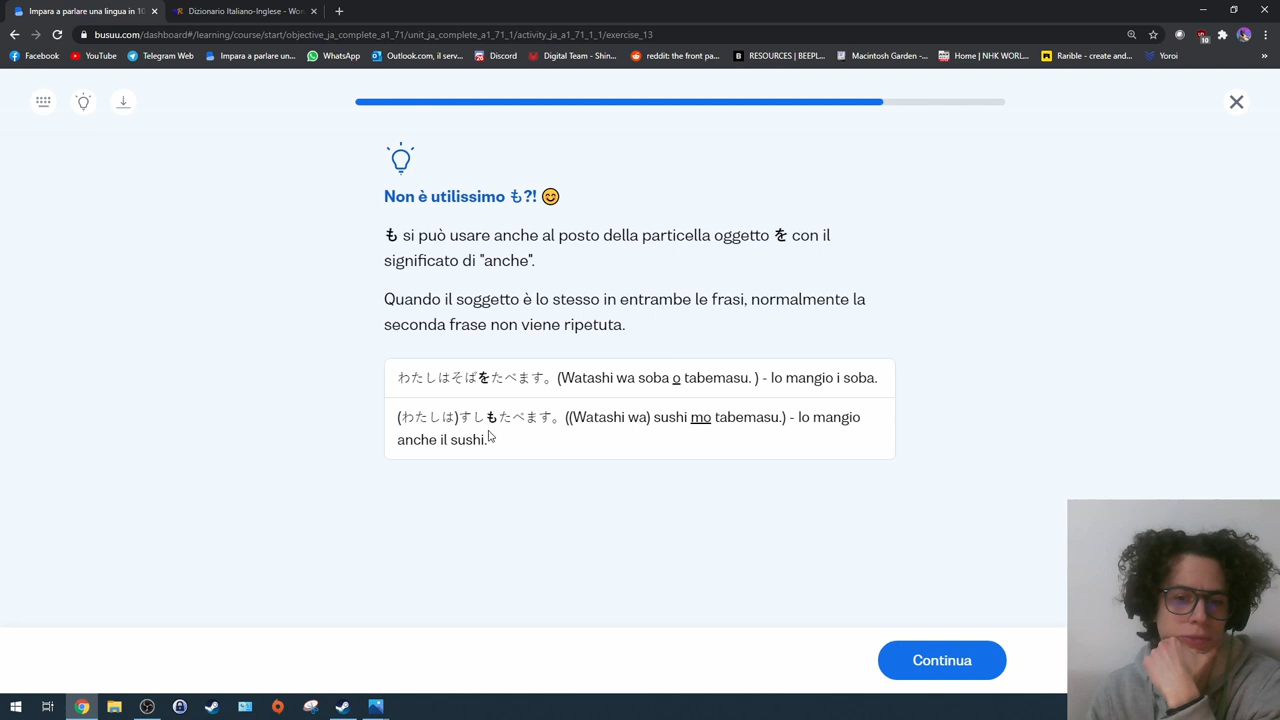 Impara a parlare una lingua in 10
Dizionario Italiano-Inglese - Wor
busuu.com/dashboard#/learning/course/start/objective_ja_complete_a1_71/unit_ja_complete_a1_71_1/activity_ja_a1_71_1_1/exercise_13
Facebook YouTube Telegram Web Impara a parlare un... WhatsApp Outlook.com, il serv... Discord Digital Team - Shin... reddit: the front pa... RESOURCES | BEEPL... Macintosh Garden -... Home | NHK WORL... Rarible - create and... Yoroi »
Non è utilissimo も?! 😊
も si può usare anche al posto della particella oggetto を con il
significato di "anche".
Quando il soggetto è lo stesso in entrambe le frasi, normalmente la
seconda frase non viene ripetuta.
わたしはそばをたべます。(Watashi wa soba o tabemasu. ) - Io mangio i soba.
(わたしは)すしもたべます。((Watashi wa) sushi mo tabemasu.) - Io mangio
anche il sushi.
Continua